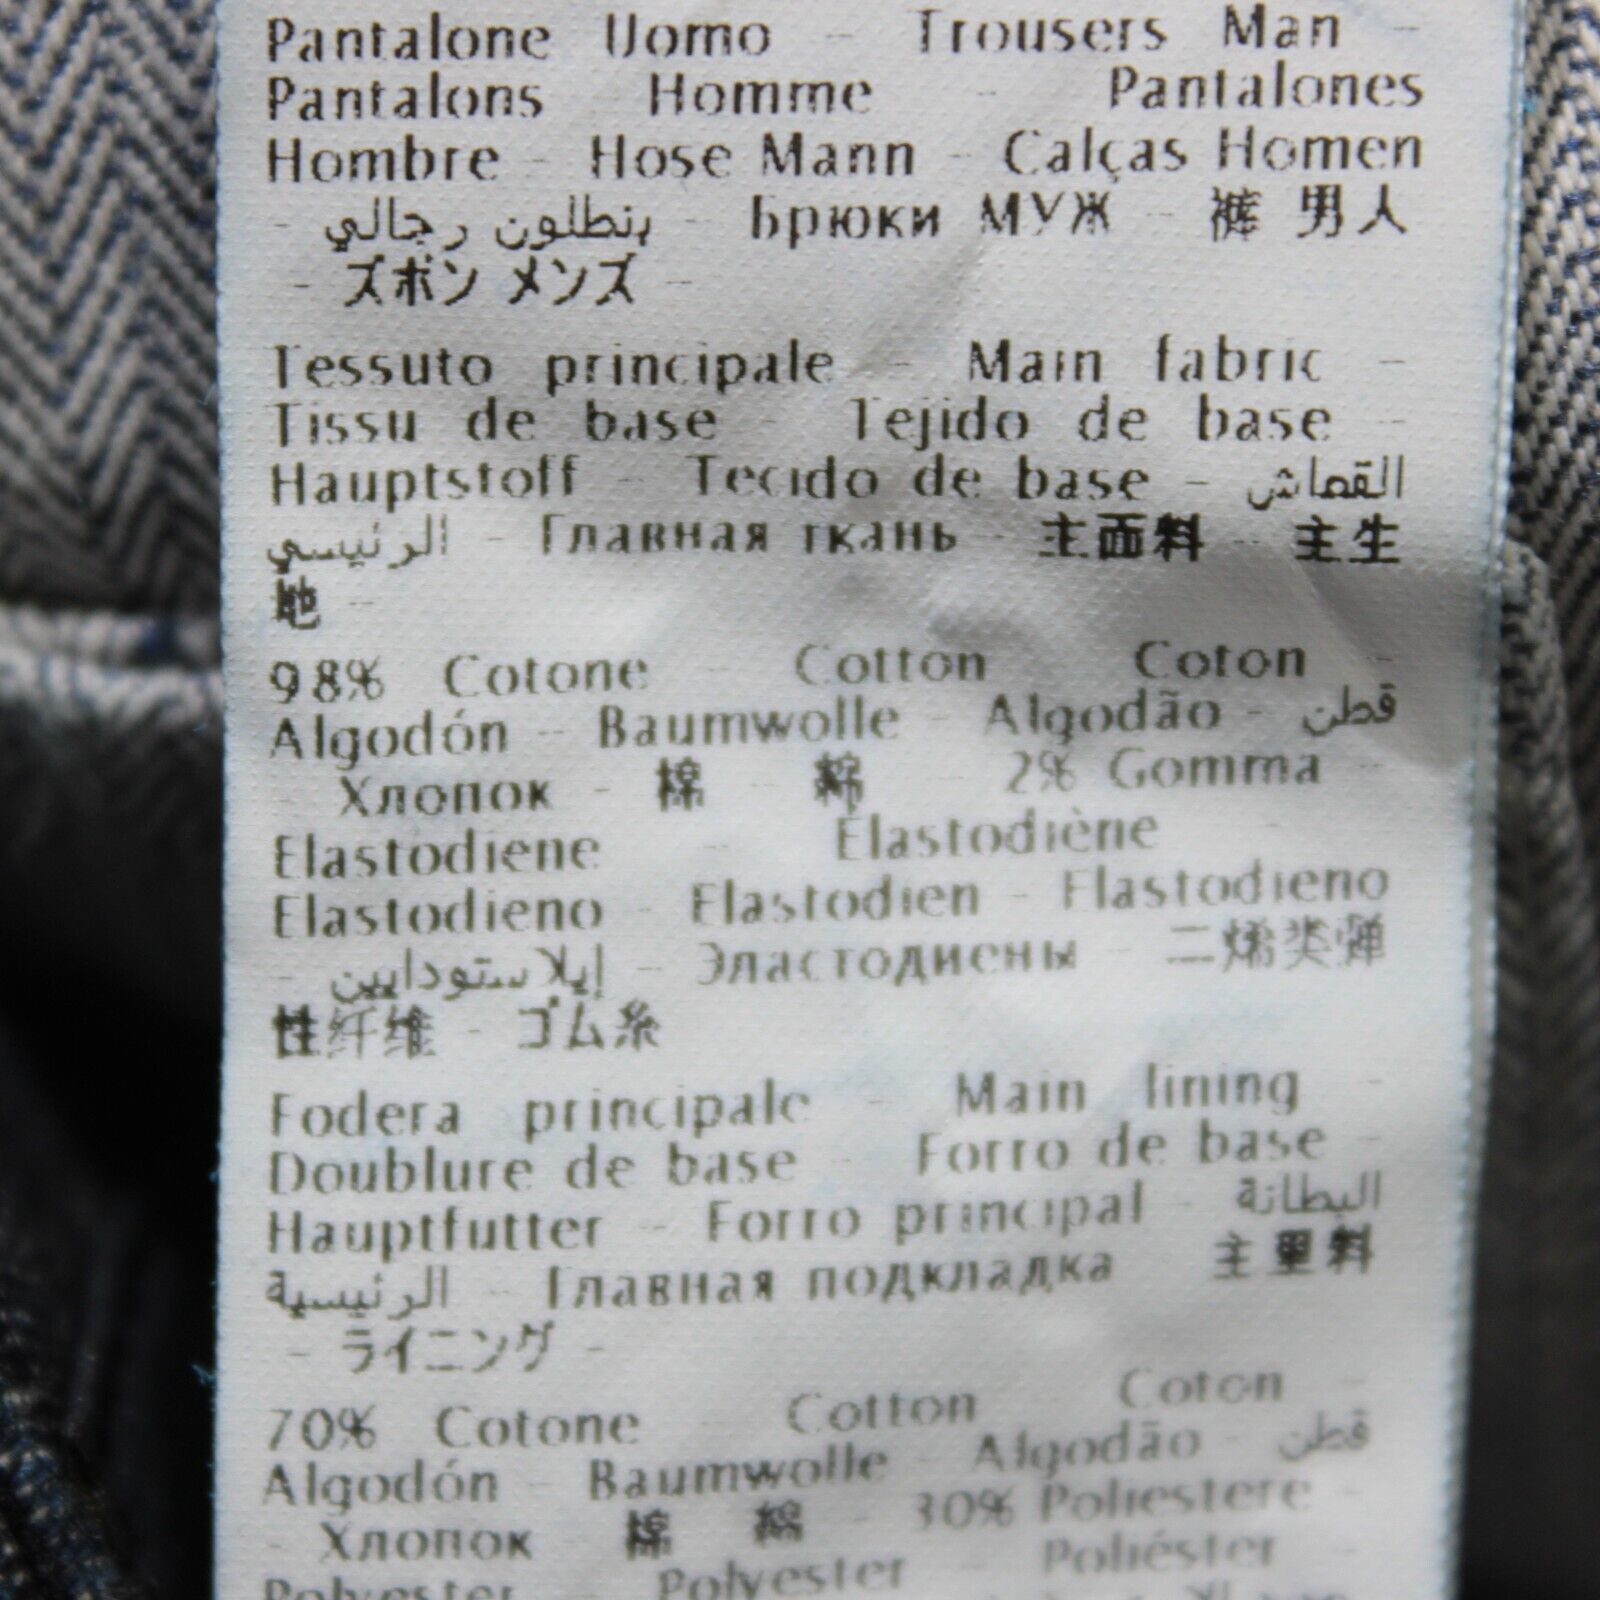 Pantalone Uomo - Trousers Man -
Pantalons Homme - Pantalones
Hombre - Hose Mann - Calças Homen
- بنطلون رجالي - Брюки МУЖ - 裤 男人
- ズボン メンズ -
Tessuto principale - Main fabric -
Tissu de base - Tejido de base -
Hauptstoff - Tecido de base - القماش
الرئيسي - Главная ткань - 主面料 - 主生
地 -
98% Cotone - Cotton - Coton -
Algodón - Baumwolle - Algodão - قطن
- Хлопок - 棉 - 綿 2% Gomma -
Elastodiene - Élastodiène -
Elastodieno - Elastodien - Elastodieno
- إيلاستودايين - Эластодиены - 二烯类弹
性纤维 - ゴム糸
Fodera principale - Main lining -
Doublure de base - Forro de base -
Hauptfutter - Forro principal - البطانة
الرئيسية - Главная подкладка - 主里料
- ライニング -
70% Cotone - Cotton - Coton -
Algodón - Baumwolle - Algodão - قطن
- Хлопок - 棉 - 綿 - 30% Poliestere -
Polyester - Polyester - Poliéster